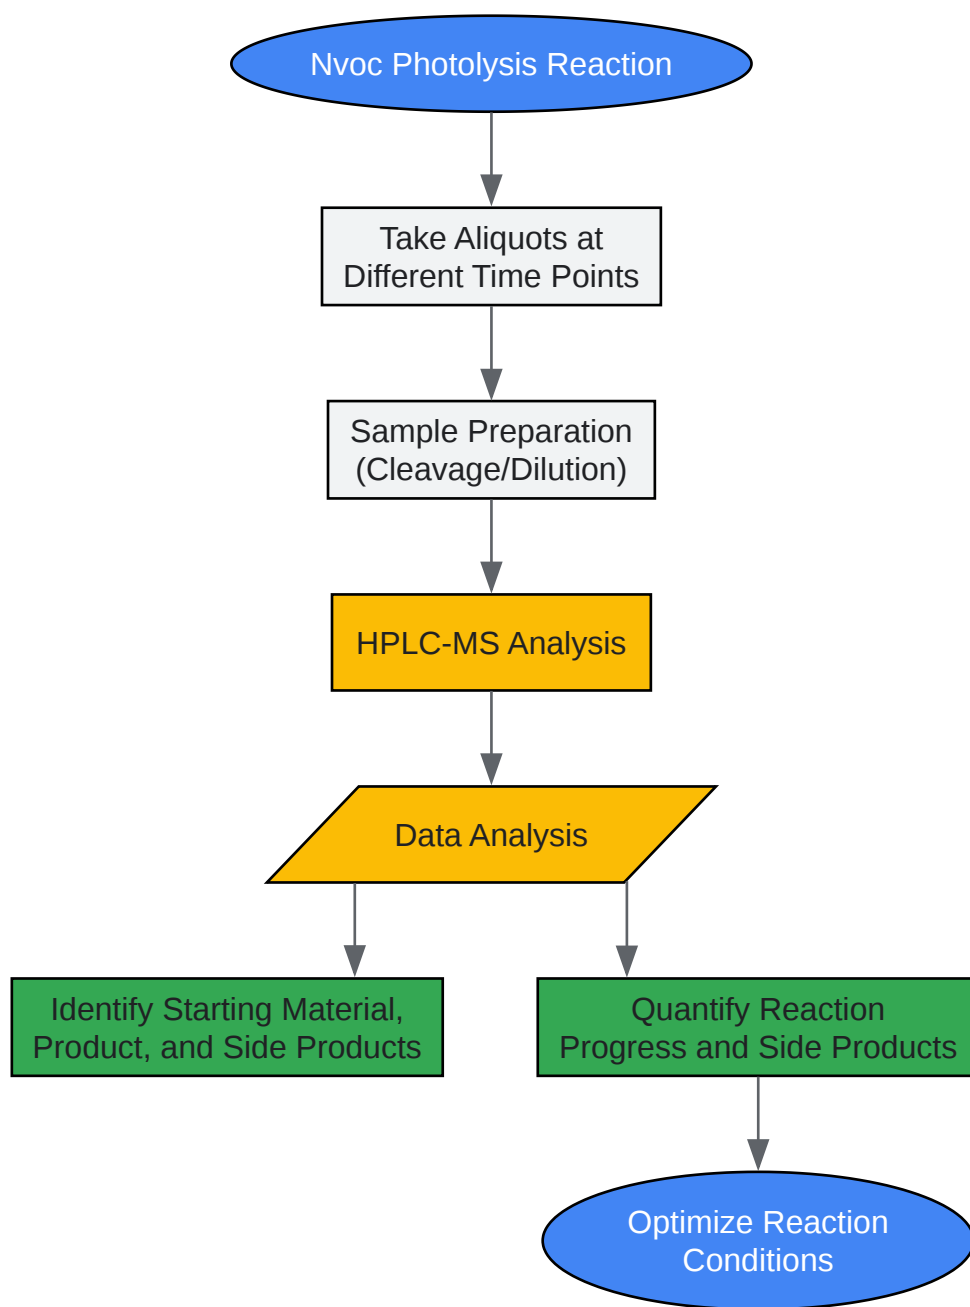 Nvoc Photolysis Reaction
Take Aliquots at
Different Time Points
Sample Preparation
(Cleavage/Dilution)
HPLC-MS Analysis
Data Analysis
Identify Starting Material,
Product, and Side Products
Quantify Reaction
Progress and Side Products
Optimize Reaction
Conditions